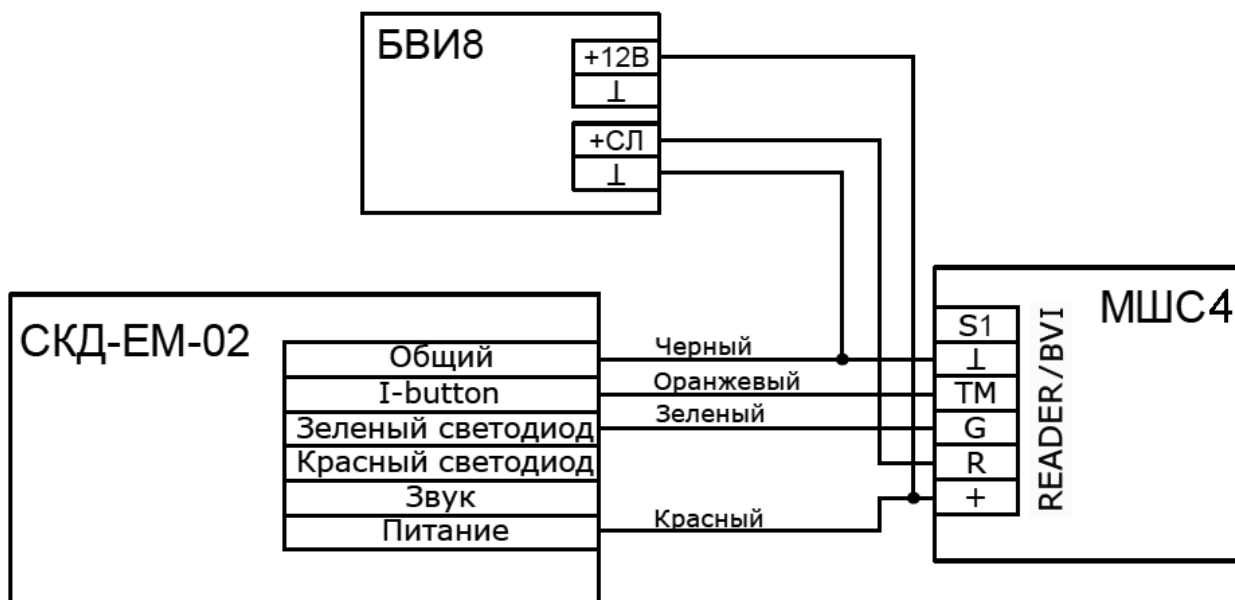 БВИ8
+12В
⊥
+СЛ
⊥
СКД-ЕМ-02
Общий
I-button
Зеленый светодиод
Красный светодиод
Звук
Питание
Черный
Оранжевый
Зеленый
Красный
МШС4
S1
⊥
TM
G
R
+
READER/BVI